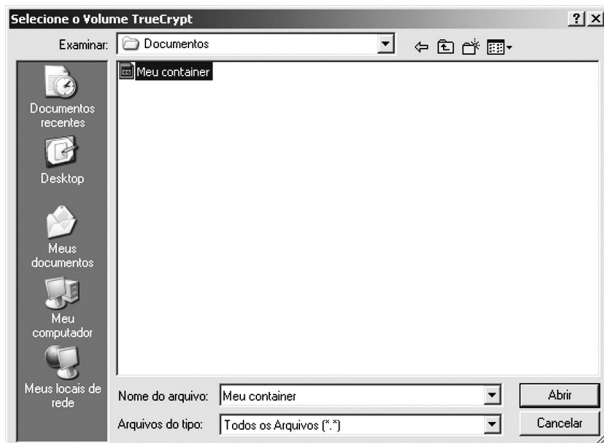 Selecione o Volume TrueCrypt
Examinar:
Documentos
Meu container
Documentos
recentes
Desktop
Meus
documentos
Meu
computador
Meus locais de
rede
Nome do arquivo:
Meu container
Abrir
Arquivos do tipo:
Todos os Arquivos (*.*)
Cancelar